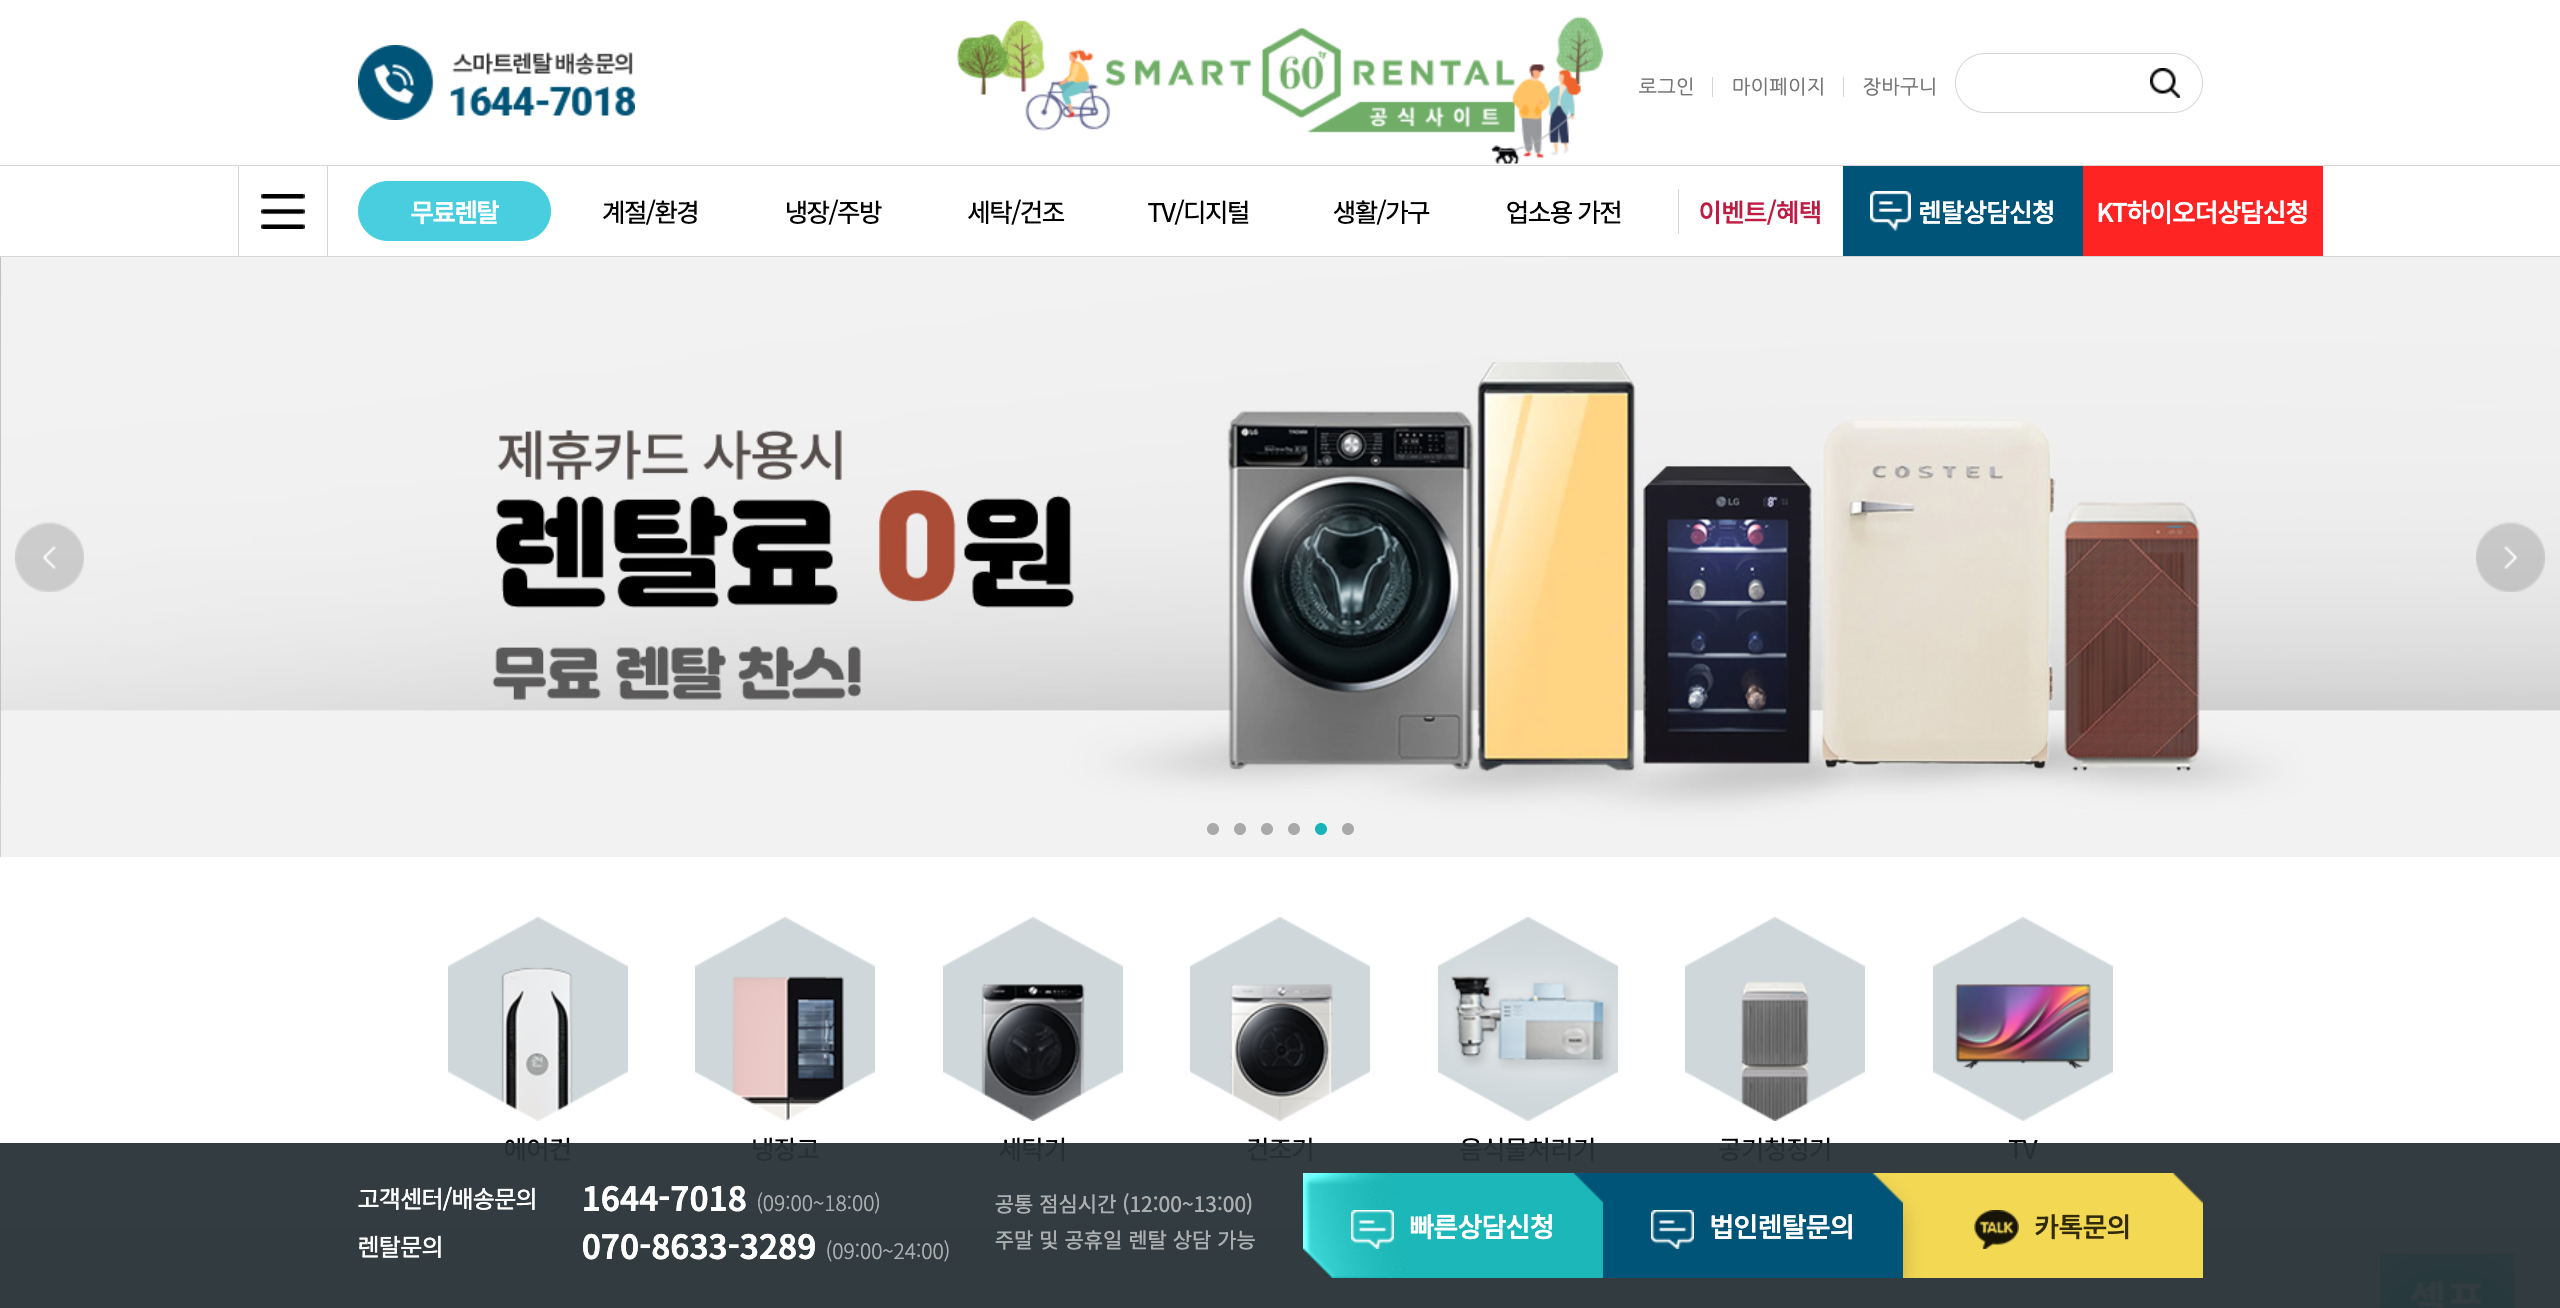 스마트렌탈 배송문의
1644-7018
SMART 60 RENTAL
공식사이트
로그인
마이페이지
장바구니
무료렌탈
계절/환경
냉장/주방
세탁/건조
TV/디지털
생활/가구
업소용 가전
이벤트/혜택
렌탈상담신청
KT하이오더상담신청
제휴카드 사용시
렌탈료 0원
무료 렌탈 찬스!
LG
LG
COSTEL
에어컨
냉장고
세탁기
건조기
음식물처리기
공기청정기
TV
고객센터/배송문의 1644-7018 (09:00~18:00)
렌탈문의 070-8633-3289 (09:00~24:00)
공통 점심시간 (12:00~13:00)
주말 및 공휴일 렌탈 상담 가능
빠른상담신청
법인렌탈문의
TALK 카톡문의